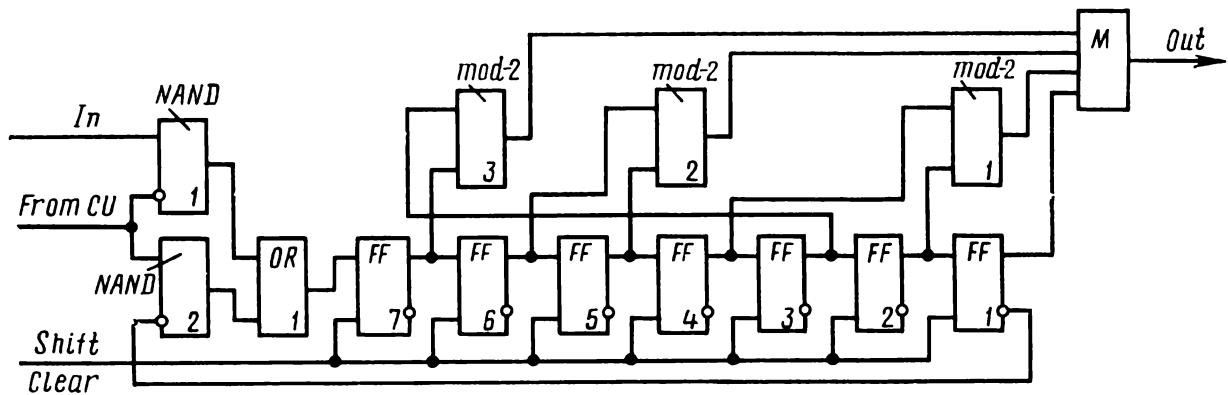 M
Out
mod-2
mod-2
mod-2
NAND
In
3
2
1
1
From CU
OR
FF
FF
FF
FF
FF
FF
FF
NAND
2
1
7
6
5
4
3
2
1
Shift
Clear